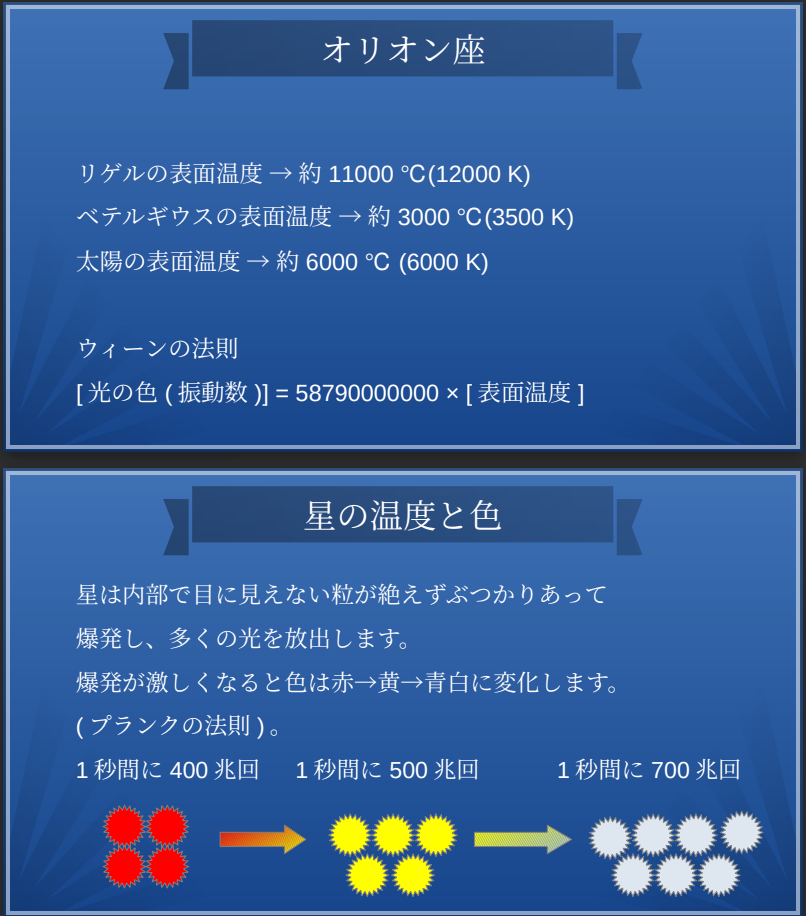 オリオン座
リゲルの表面温度 → 約 11000 ℃(12000 K)
ベテルギウスの表面温度 → 約 3000 ℃(3500 K)
太陽の表面温度 → 約 6000 ℃ (6000 K)
ウィーンの法則
[ 光の色 ( 振動数 )] = 58790000000 × [ 表面温度 ]
星の温度と色
星は内部で目に見えない粒が絶えずぶつかりあって
爆発し、多くの光を放出します。
爆発が激しくなると色は赤→黄→青白に変化します。
( プランクの法則 ) 。
1 秒間に 400 兆回 1 秒間に 500 兆回 1 秒間に 700 兆回